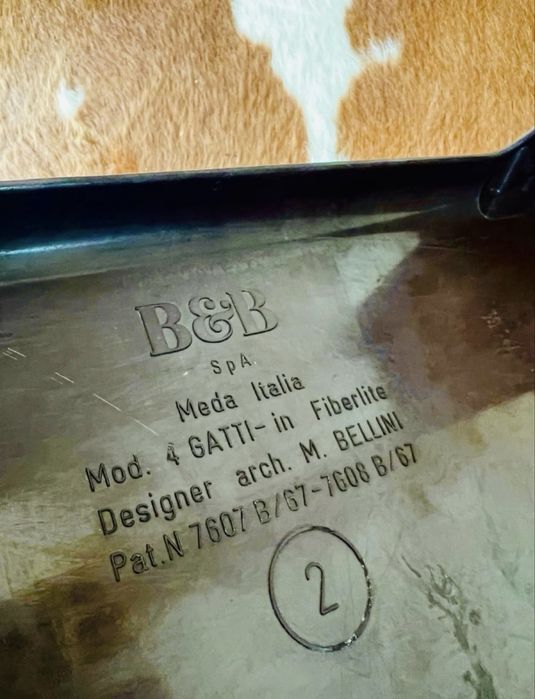 B&B
SpA.
Meda Italia
Mod. 4 GATTI-in Fiberlite
Designer arch. M. BELLINI
Pat.N 7607 B/67-7608 B/67
2